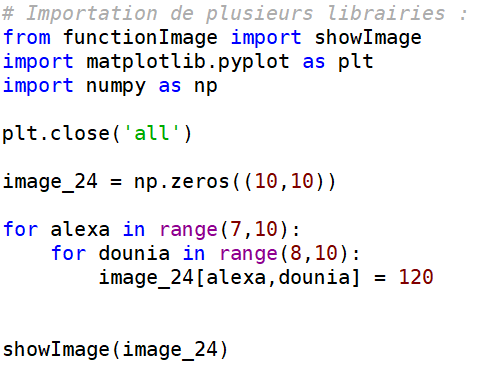 # Importation de plusieurs librairies :
from functionImage import showImage
import matplotlib.pyplot as plt
import numpy as np
plt.close('all')
image_24 = np.zeros((10,10))
for alexa in range(7,10):
    for dounia in range(8,10):
        image_24[alexa,dounia] = 120
showImage(image_24)